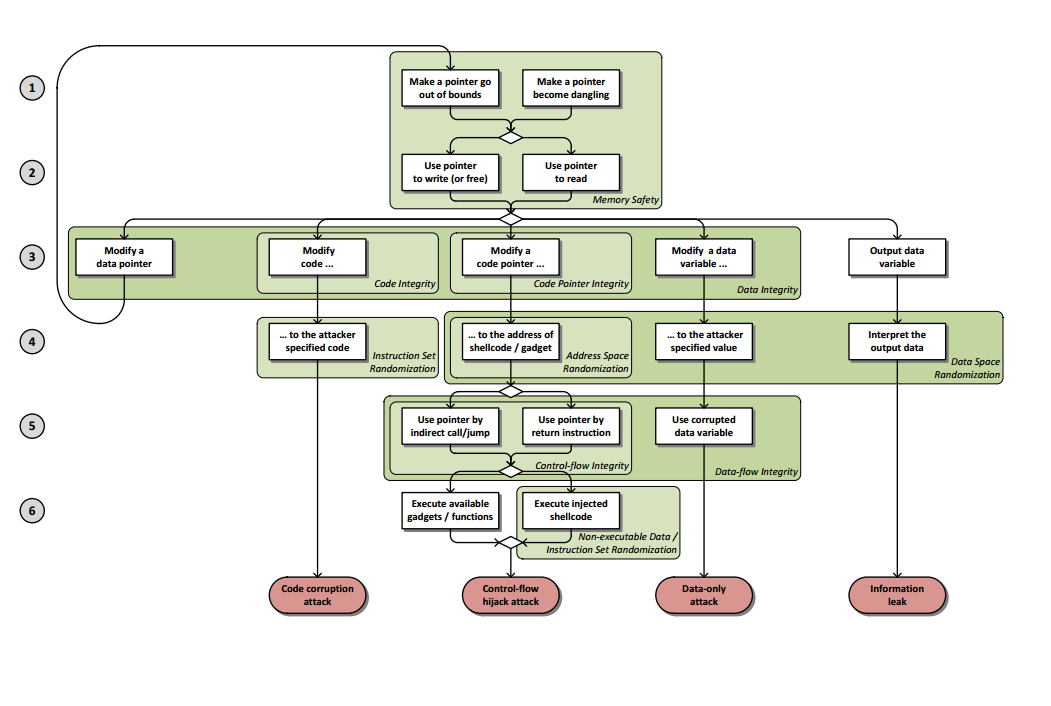 1
Make a pointer go
out of bounds
Make a pointer
become dangling
2
Use pointer
to write (or free)
Use pointer
to read
Memory Safety
3
Modify a
data pointer
Modify
code ...
Code Integrity
Modify a
code pointer ...
Code Pointer Integrity
Modify a data
variable ...
Data Integrity
Output data
variable
4
... to the attacker
specified code
Instruction Set
Randomization
... to the address of
shellcode / gadget
Address Space
Randomization
... to the attacker
specified value
Interpret the
output data
Data Space
Randomization
5
Use pointer by
indirect call/jump
Use pointer by
return instruction
Control-flow Integrity
Use corrupted
data variable
Data-flow Integrity
6
Execute available
gadgets / functions
Execute injected
shellcode
Non-executable Data /
Instruction Set Randomization
Code corruption
attack
Control-flow
hijack attack
Data-only
attack
Information
leak